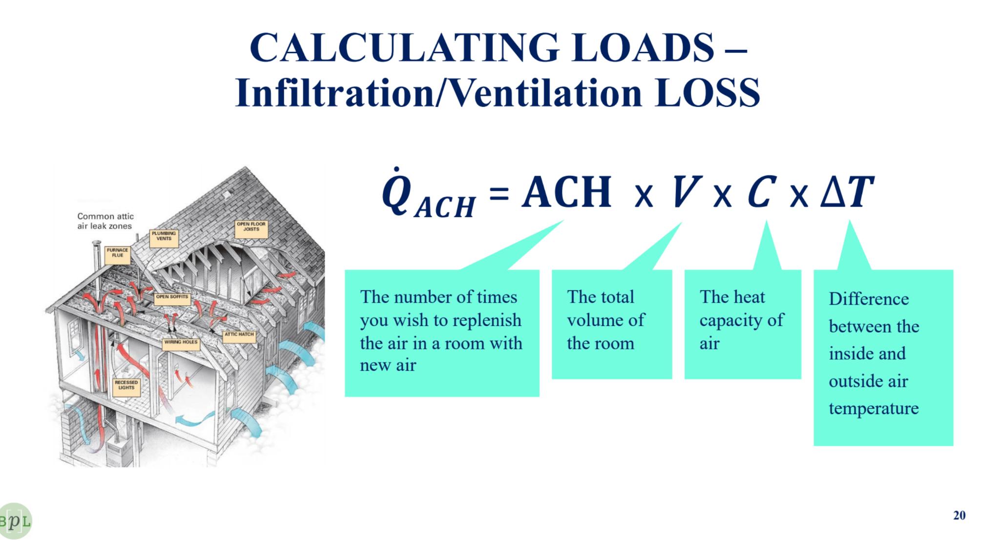 CALCULATING LOADS –
Infiltration/Ventilation LOSS
Q̇ACH = ACH x V x C x ΔT
The number of times
you wish to replenish
the air in a room with
new air
The total
volume of
the room
The heat
capacity of
air
Difference
between the
inside and
outside air
temperature
Common attic
air leak zones
OPEN FLOOR
JOISTS
PLUMBING
VENTS
FURNACE
FLUE
OPEN SOFFITS
ATTIC HATCH
WIRING HOLES
RECESSED
LIGHTS
B[p]L
20